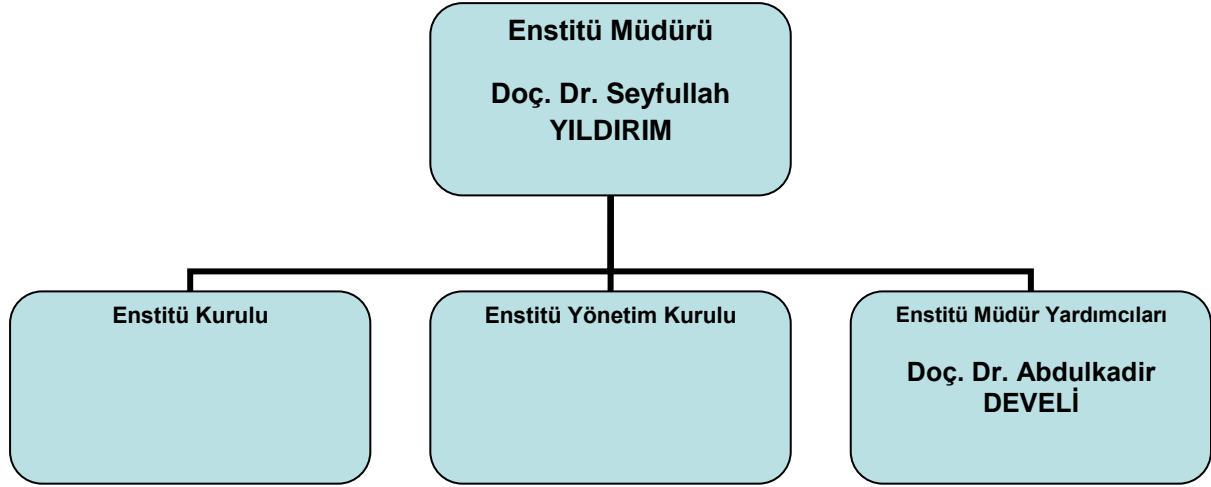 Enstitü Müdürü
Doç. Dr. Seyfullah
YILDIRIM
Enstitü Kurulu
Enstitü Yönetim Kurulu
Enstitü Müdür Yardımcıları
Doç. Dr. Abdulkadir
DEVELİ